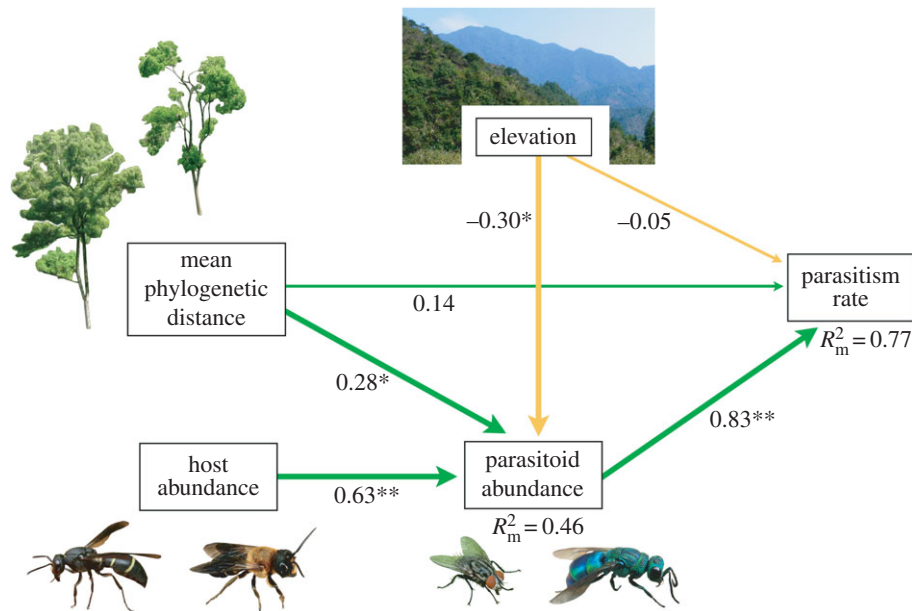 elevation
–0.30*
–0.05
mean
phylogenetic
distance
0.14
parasitism
rate
R²m = 0.77
0.28*
0.83**
host
abundance
0.63**
parasitoid
abundance
R²m = 0.46